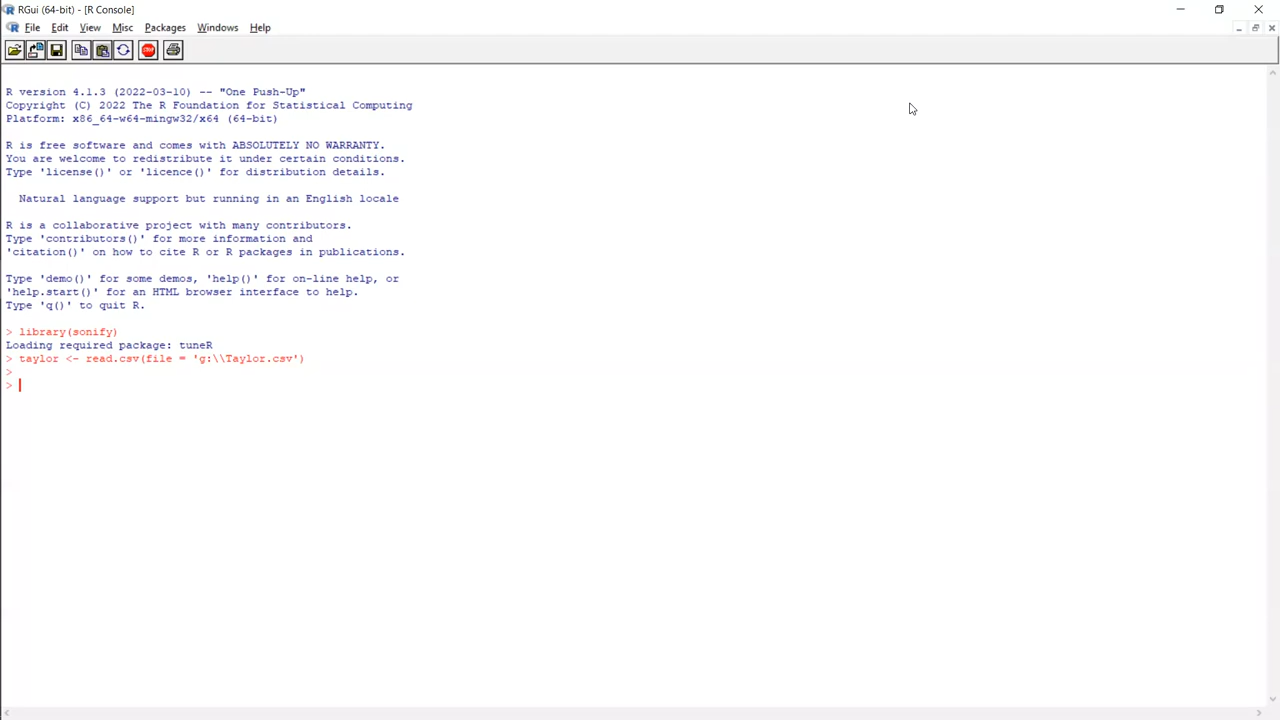 RGui (64-bit) - [R Console]
File Edit View Misc Packages Windows Help
STOP
R version 4.1.3 (2022-03-10) -- "One Push-Up"
Copyright (C) 2022 The R Foundation for Statistical Computing
Platform: x86_64-w64-mingw32/x64 (64-bit)
R is free software and comes with ABSOLUTELY NO WARRANTY.
You are welcome to redistribute it under certain conditions.
Type 'license()' or 'licence()' for distribution details.
Natural language support but running in an English locale
R is a collaborative project with many contributors.
Type 'contributors()' for more information and
'citation()' on how to cite R or R packages in publications.
Type 'demo()' for some demos, 'help()' for on-line help, or
'help.start()' for an HTML browser interface to help.
Type 'q()' to quit R.
> library(sonify)
Loading required package: tuneR
> taylor <- read.csv(file = 'g:\\Taylor.csv')
>
>